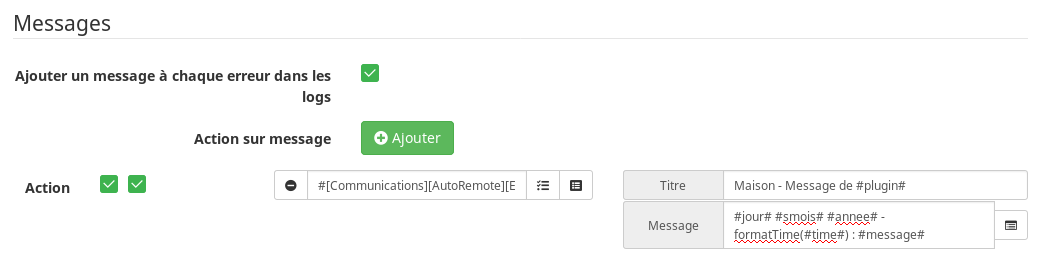 Messages
Ajouter un message à chaque erreur dans les
logs
Action sur message
Ajouter
Action
#[Communications][AutoRemote][E
Titre
Maison - Message de #plugin#
Message
#jour# #smois# #annee# -
formatTime(#time#) : #message#